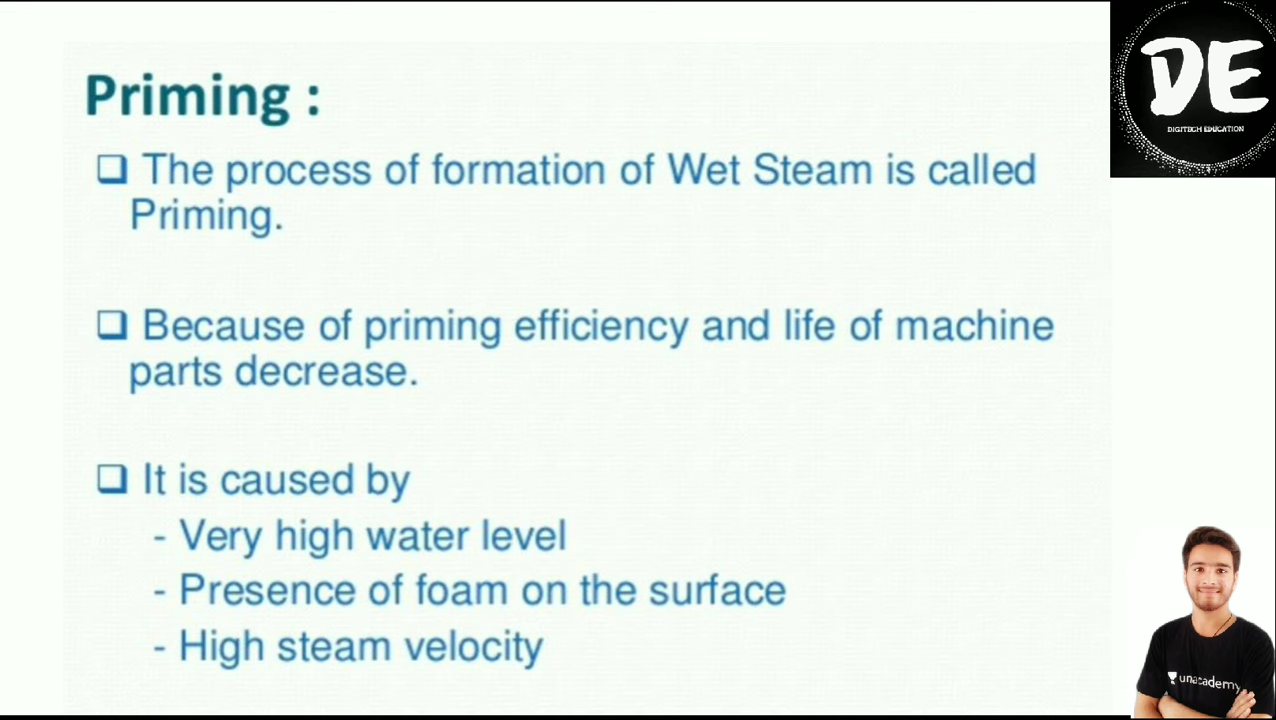 Priming :
The process of formation of Wet Steam is called
Priming.
Because of priming efficiency and life of machine
parts decrease.
It is caused by
- Very high water level
- Presence of foam on the surface
- High steam velocity
DE
DIGITECH EDUCATION
unacademy